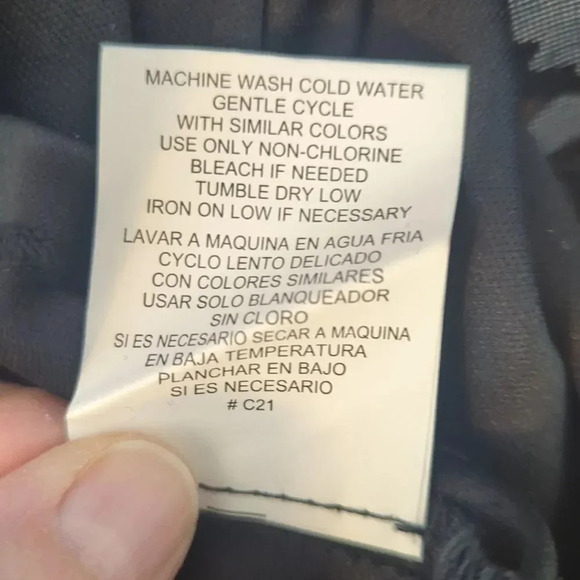 MACHINE WASH COLD WATER
GENTLE CYCLE
WITH SIMILAR COLORS
USE ONLY NON-CHLORINE
BLEACH IF NEEDED
TUMBLE DRY LOW
IRON ON LOW IF NECESSARY
LAVAR A MAQUINA EN AGUA FRIA
CYCLO LENTO DELICADO
CON COLORES SIMILARES
USAR SOLO BLANQUEADOR
SIN CLORO
SI ES NECESARIO SECAR A MAQUINA
EN BAJA TEMPERATURA
PLANCHAR EN BAJO
SI ES NECESARIO
# C21